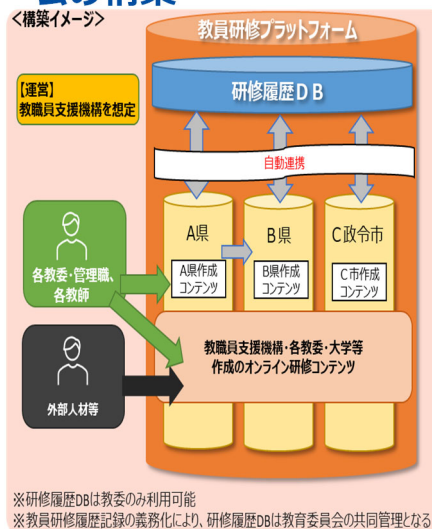 会の構築
<構築イメージ>
教員研修プラットフォーム
【運営】
教職員支援機構を想定
研修履歴DB
自動連携
A県
B県
C政令市
A県作成
コンテンツ
B県作成
コンテンツ
C市作成
コンテンツ
各教委・管理職、
各教師
教職員支援機構・各教委・大学等
作成のオンライン研修コンテンツ
外部人材等
※研修履歴DBは教委のみ利用可能
※教員研修履歴記録の義務化により、研修履歴DBは教育委員会の共同管理となる